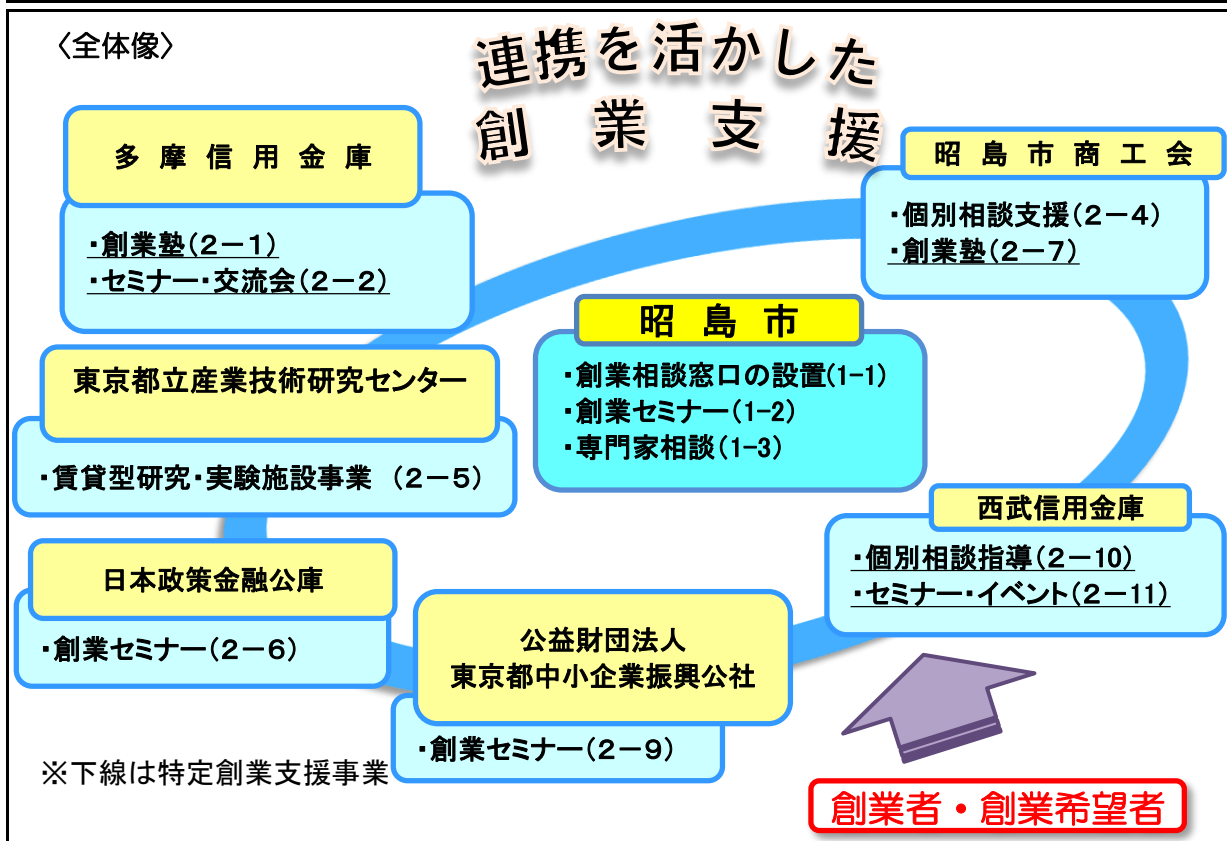 〈全体像〉
連携を活かした
創業支援
多摩信用金庫
・創業塾(2－1)
・セミナー・交流会(2－2)
昭島市商工会
・個別相談支援(2－4)
・創業塾(2－7)
昭島市
・創業相談窓口の設置(1-1)
・創業セミナー(1-2)
・専門家相談(1-3)
東京都立産業技術研究センター
・賃貸型研究・実験施設事業 (2－5)
西武信用金庫
・個別相談指導(2－10)
・セミナー・イベント(2－11)
日本政策金融公庫
・創業セミナー(2－6)
公益財団法人
東京都中小企業振興公社
・創業セミナー(2－9)
※下線は特定創業支援事業
創業者・創業希望者